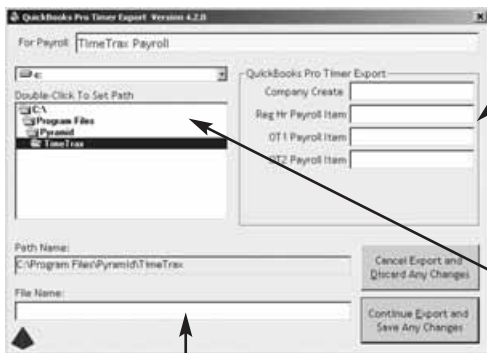 QuickBooks Pro Timer Export Version 4.2.0
For Payroll TimeTrax Payroll
c:
Double-Click To Set Path
C:\
Program Files
Pyramid
TimeTrax
QuickBooks Pro Timer Export
Company Create
Reg Hr Payroll Item
OT1 Payroll Item
OT2 Payroll Item
Path Name:
C:\Program Files\Pyramid\TimeTrax
File Name:
Cancel Export and
Discard Any Changes
Continue Export and
Save Any Changes